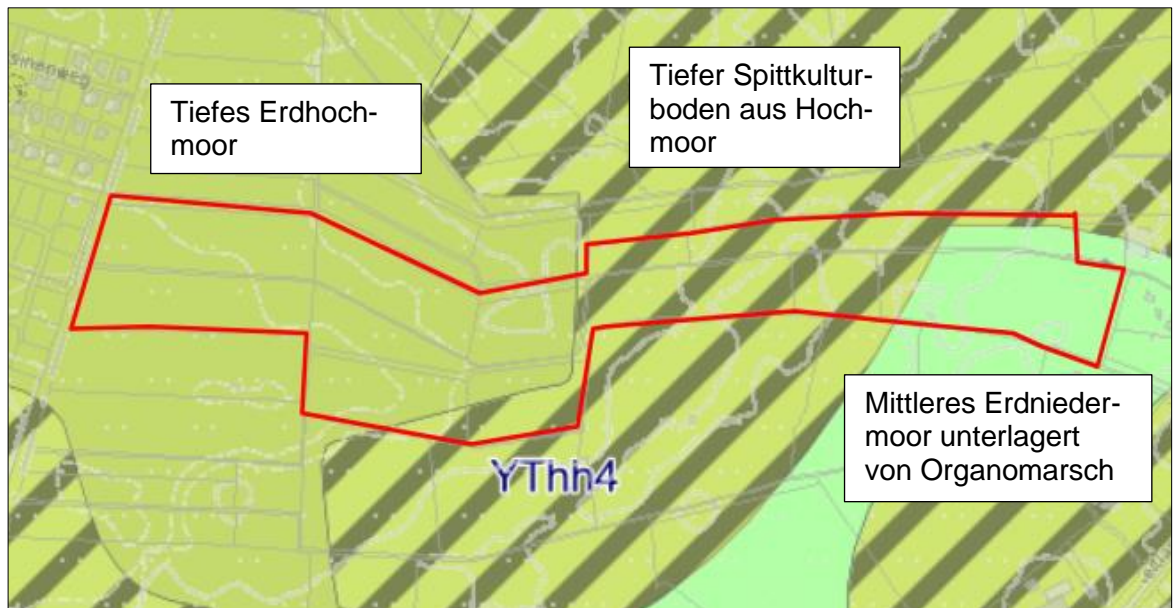 Tiefes Erdhoch-
moor
Tiefer Spittkultur-
boden aus Hoch-
moor
Mittleres Erdnieder-
moor unterlagert
von Organomarsch
YThh4